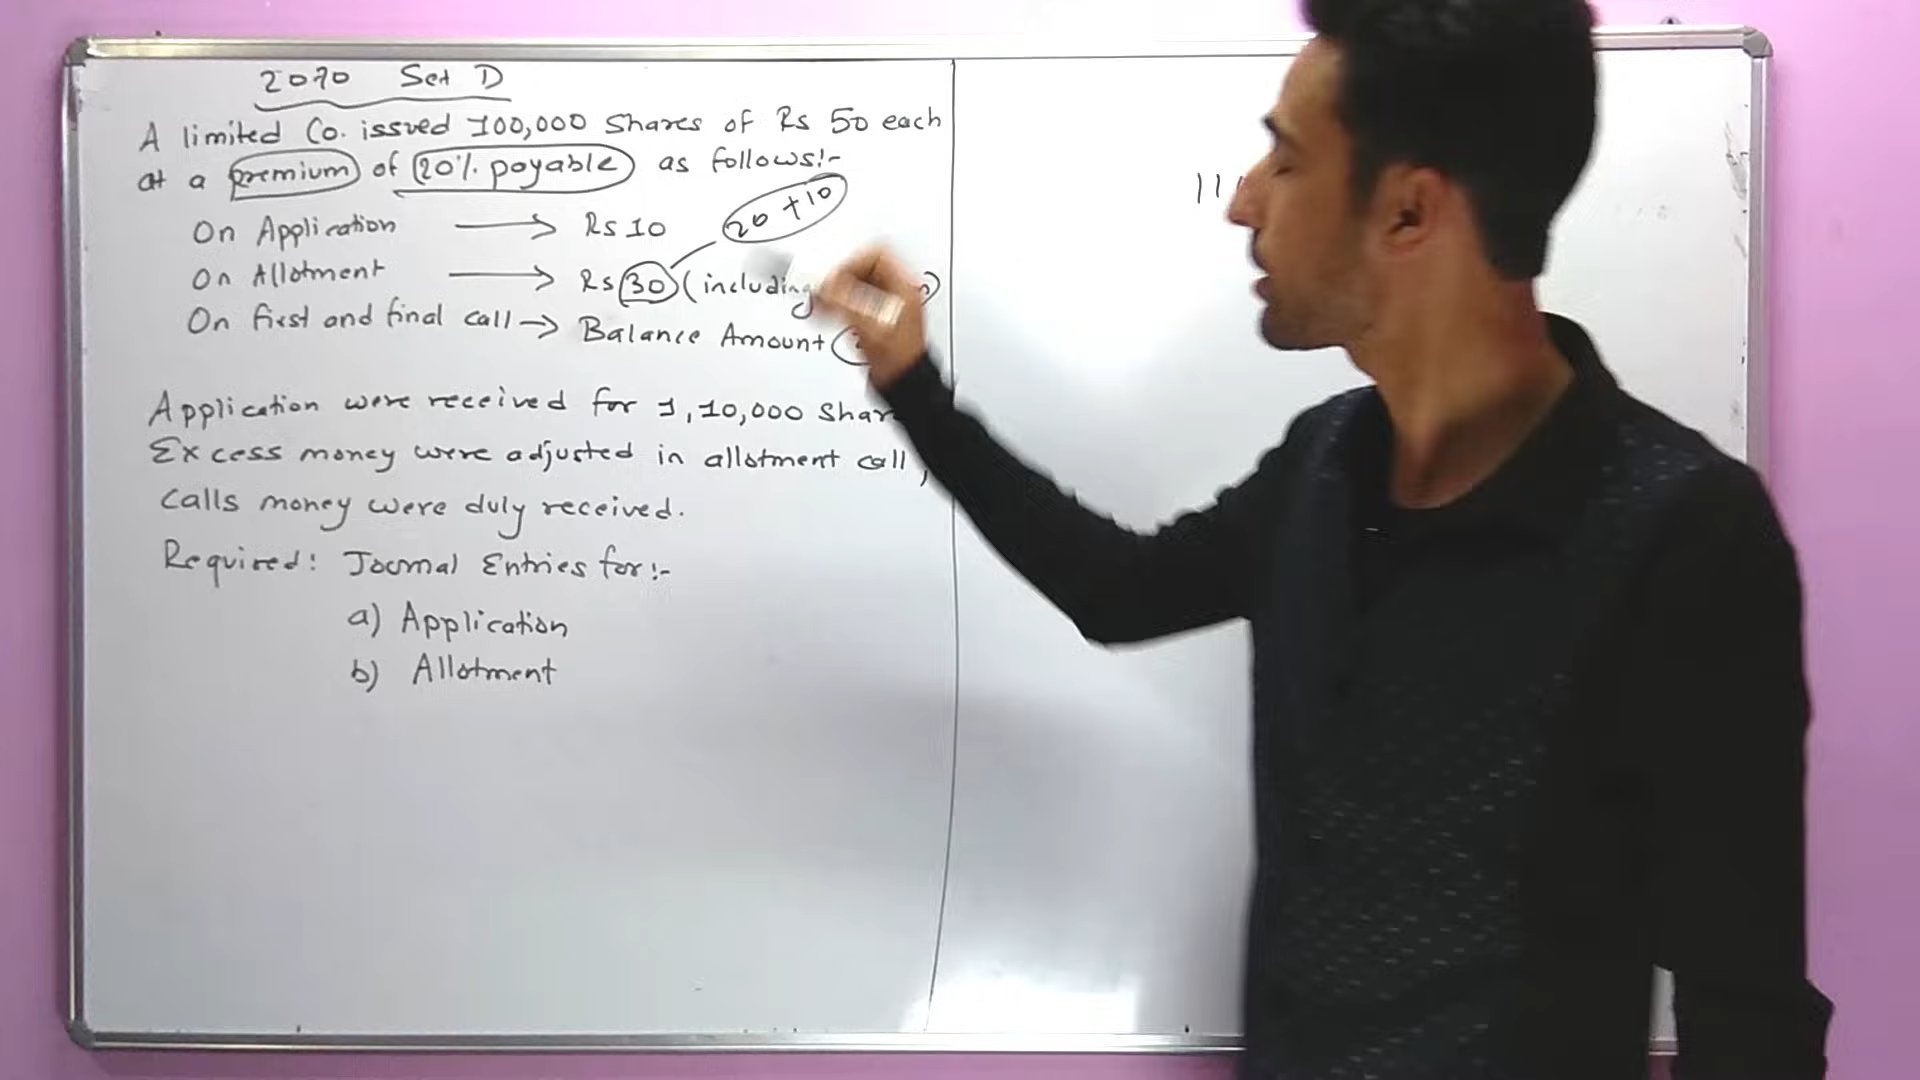 2070 Set D
A limited Co. issued 100,000 Shares of Rs 50 each
at a premium of 20% payable as follows:-
On Application → Rs 10
20 + 10
On Allotment → Rs 30 (including
On first and final call → Balance Amount
Application were received for 1,10,000 Shar
Excess money were adjusted in allotment call,
Calls money were duly received.
Required: Journal Entries for:-
a) Application
b) Allotment